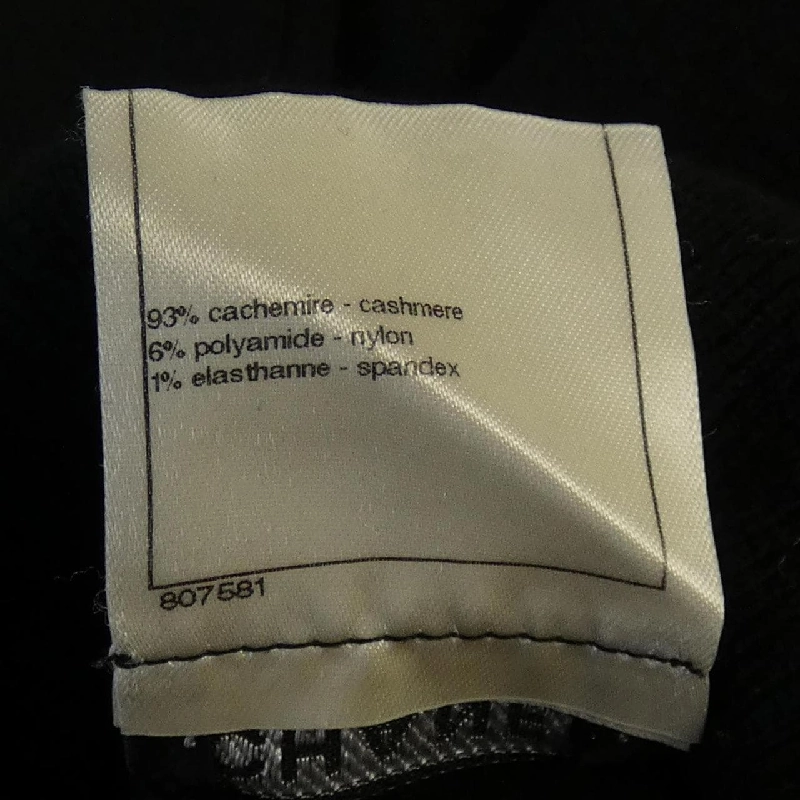 93% cachemire - cashmere
6% polyamide - nylon
1% elasthanne - spandex
807581